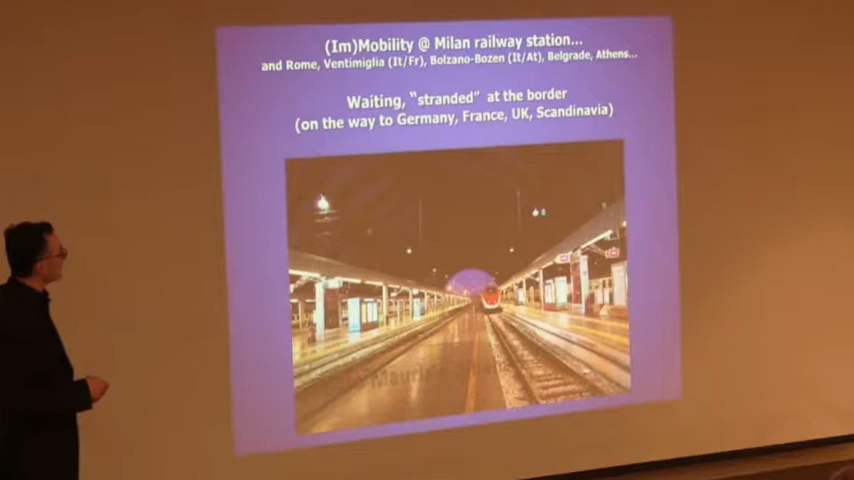 (Im)Mobility @ Milan railway station...
and Rome, Ventimiglia (It/Fr), Bolzano-Bozen (It/At), Belgrade, Athens...
Waiting, "stranded" at the border
(on the way to Germany, France, UK, Scandinavia)